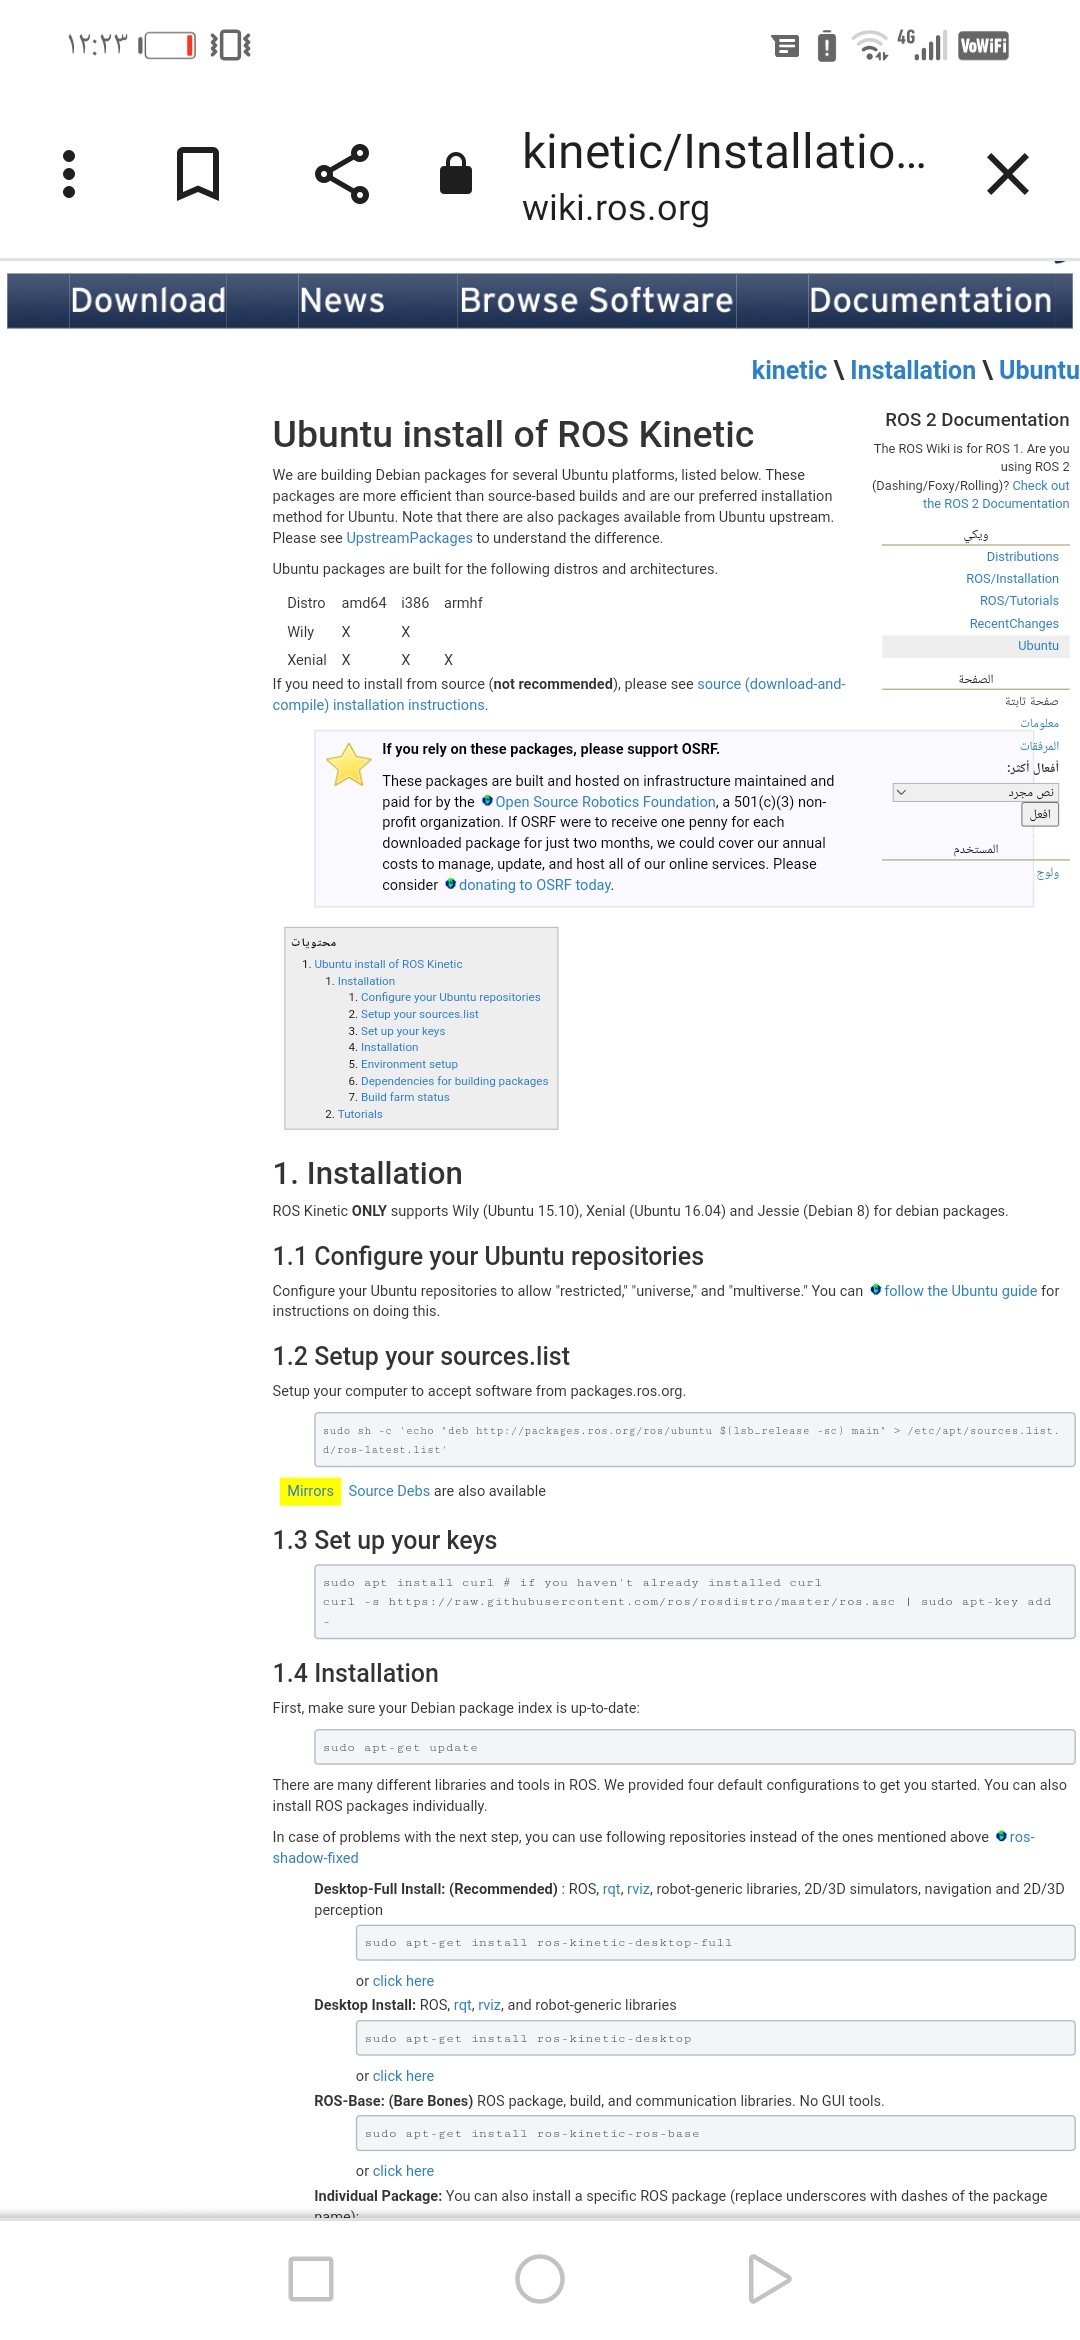 ١٢:٢٣
4G
VoWiFi
kinetic/Installatio...
wiki.ros.org
Download News Browse Software Documentation
kinetic \ Installation \ Ubuntu
Ubuntu install of ROS Kinetic
We are building Debian packages for several Ubuntu platforms, listed below. These
packages are more efficient than source-based builds and are our preferred installation
method for Ubuntu. Note that there are also packages available from Ubuntu upstream.
Please see UpstreamPackages to understand the difference.
Ubuntu packages are built for the following distros and architectures.
Distro amd64 i386 armhf
Wily X X
Xenial X X X
If you need to install from source (not recommended), please see source (download-and-
compile) installation instructions.
If you rely on these packages, please support OSRF.
These packages are built and hosted on infrastructure maintained and
paid for by the Open Source Robotics Foundation, a 501(c)(3) non-
profit organization. If OSRF were to receive one penny for each
downloaded package for just two months, we could cover our annual
costs to manage, update, and host all of our online services. Please
consider donating to OSRF today.
ROS 2 Documentation
The ROS Wiki is for ROS 1. Are you
using ROS 2
(Dashing/Foxy/Rolling)? Check out
the ROS 2 Documentation
ويكي
Distributions
ROS/Installation
ROS/Tutorials
RecentChanges
Ubuntu
الصفحة
صفحة ثابتة
معلومات
المرفقات
أفعال أكثر:
نص مجرد
افعل
المستخدم
ولوج
محتويات
1. Ubuntu install of ROS Kinetic
1. Installation
1. Configure your Ubuntu repositories
2. Setup your sources.list
3. Set up your keys
4. Installation
5. Environment setup
6. Dependencies for building packages
7. Build farm status
2. Tutorials
1. Installation
ROS Kinetic ONLY supports Wily (Ubuntu 15.10), Xenial (Ubuntu 16.04) and Jessie (Debian 8) for debian packages.
1.1 Configure your Ubuntu repositories
Configure your Ubuntu repositories to allow "restricted," "universe," and "multiverse." You can follow the Ubuntu guide for
instructions on doing this.
1.2 Setup your sources.list
Setup your computer to accept software from packages.ros.org.
sudo sh -c 'echo "deb http://packages.ros.org/ros/ubuntu $(lsb_release -sc) main" > /etc/apt/sources.list.
d/ros-latest.list'
Mirrors Source Debs are also available
1.3 Set up your keys
sudo apt install curl # if you haven't already installed curl
curl -s https://raw.githubusercontent.com/ros/rosdistro/master/ros.asc | sudo apt-key add
-
1.4 Installation
First, make sure your Debian package index is up-to-date:
sudo apt-get update
There are many different libraries and tools in ROS. We provided four default configurations to get you started. You can also
install ROS packages individually.
In case of problems with the next step, you can use following repositories instead of the ones mentioned above ros-
shadow-fixed
Desktop-Full Install: (Recommended) : ROS, rqt, rviz, robot-generic libraries, 2D/3D simulators, navigation and 2D/3D
perception
sudo apt-get install ros-kinetic-desktop-full
or click here
Desktop Install: ROS, rqt, rviz, and robot-generic libraries
sudo apt-get install ros-kinetic-desktop
or click here
ROS-Base: (Bare Bones) ROS package, build, and communication libraries. No GUI tools.
sudo apt-get install ros-kinetic-ros-base
or click here
Individual Package: You can also install a specific ROS package (replace underscores with dashes of the package
name):